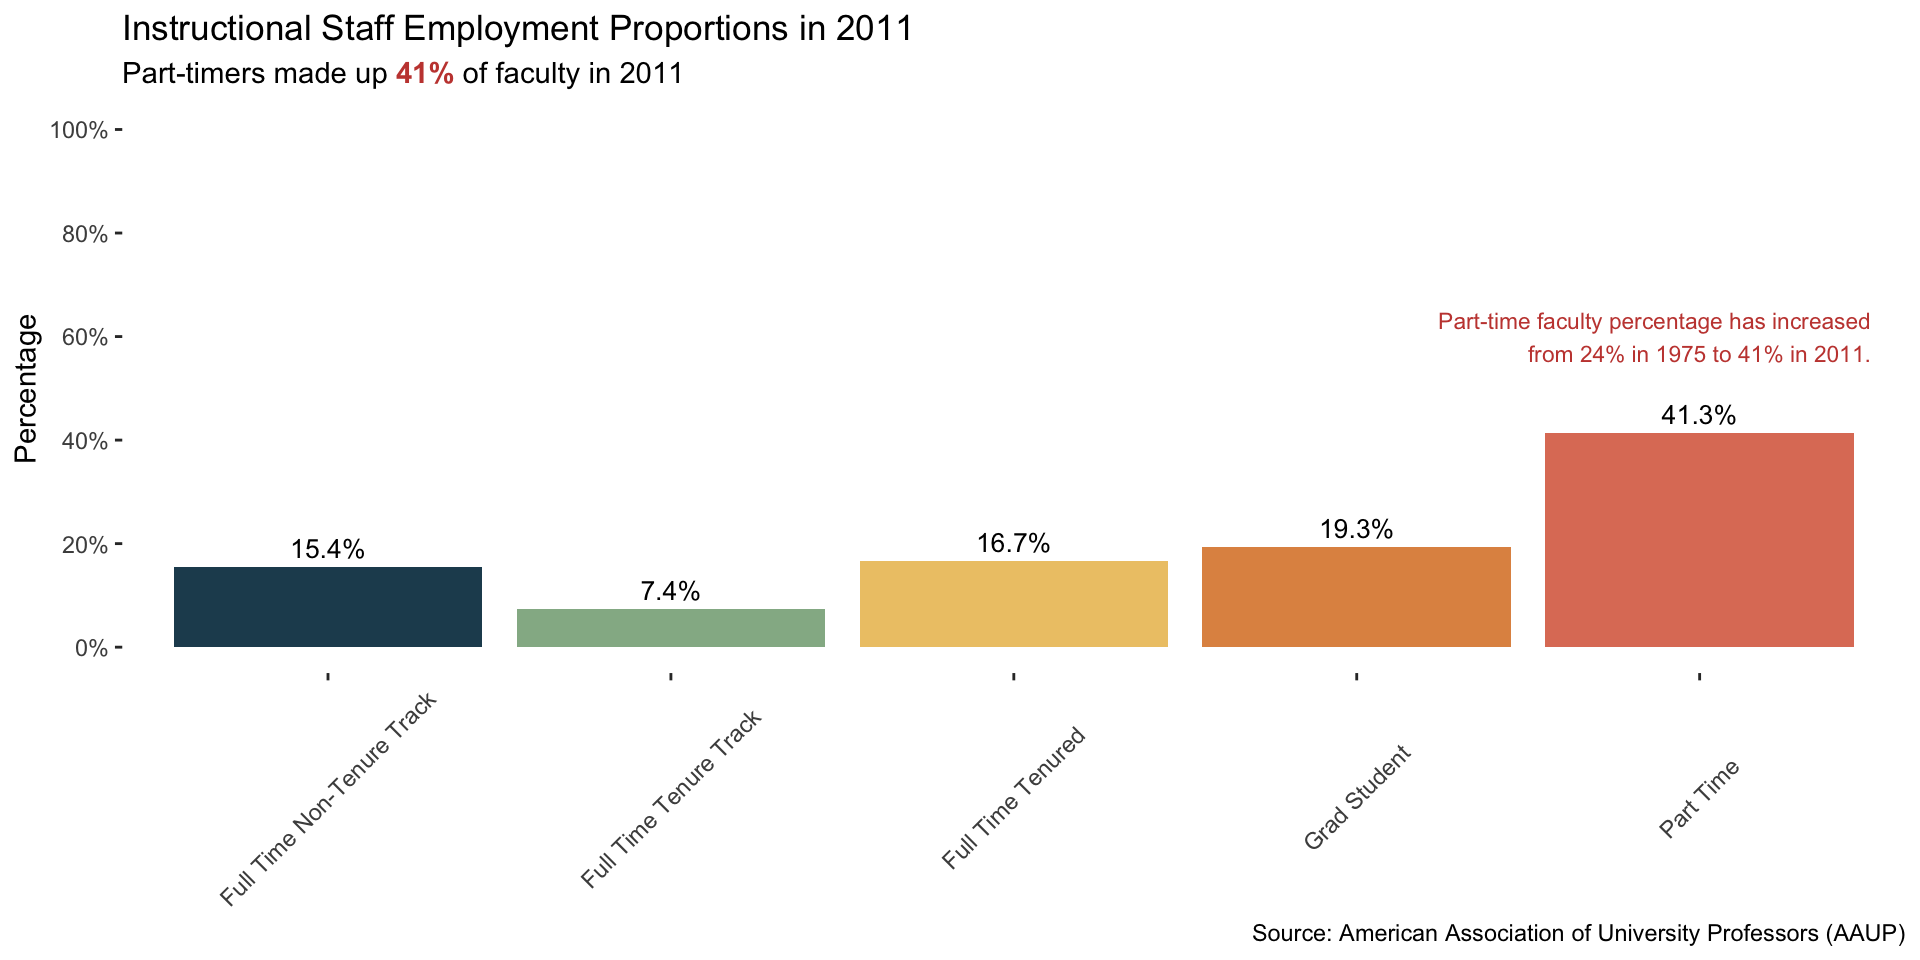 Instructional Staff Employment Proportions in 2011
Part-timers made up 41% of faculty in 2011
Percentage
100%
80%
60%
40%
20%
0%
Part-time faculty percentage has increased
from 24% in 1975 to 41% in 2011.
15.4%
7.4%
16.7%
19.3%
41.3%
Full Time Non-Tenure Track
Full Time Tenure Track
Full Time Tenured
Grad Student
Part Time
Source: American Association of University Professors (AAUP)